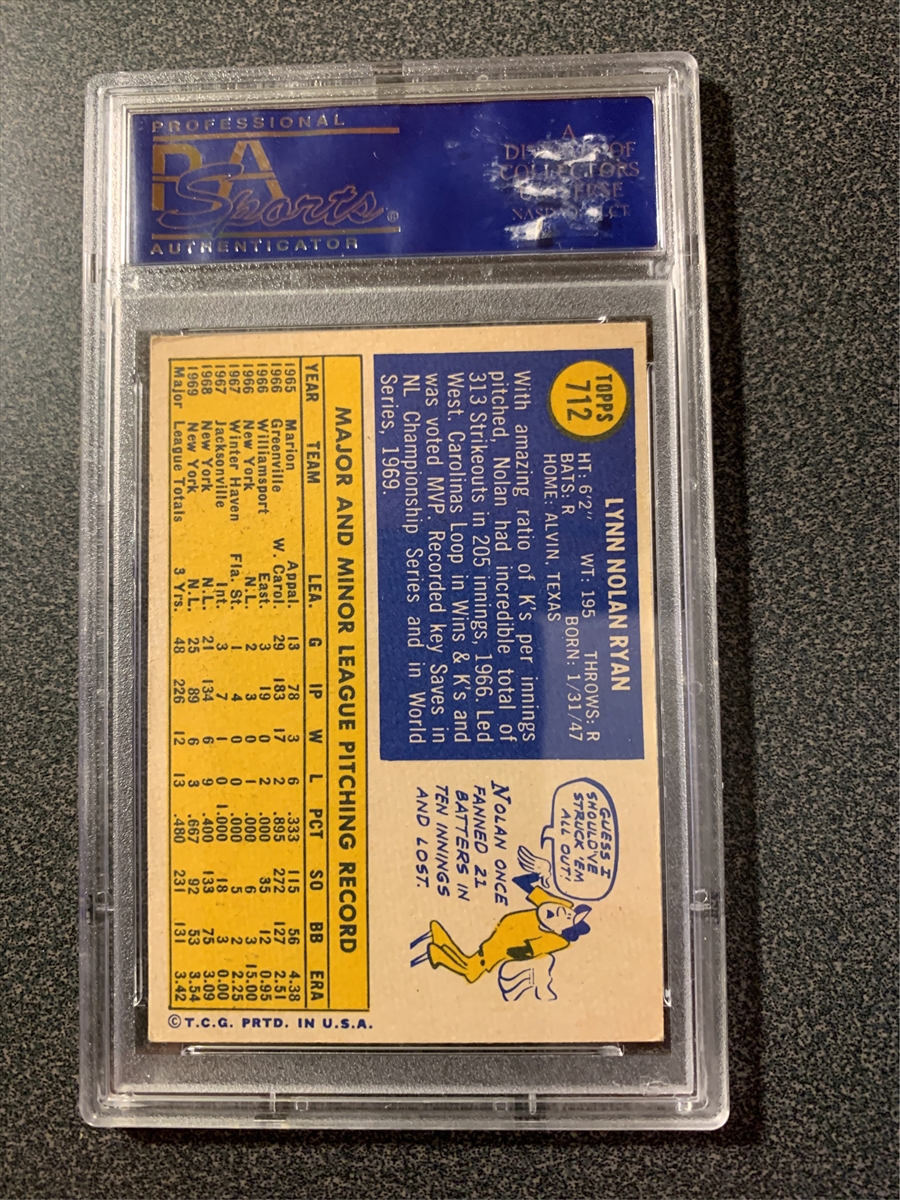 PROFESSIONAL
PSA
Sports®
AUTHENTICATOR
A
OF
COLLECTORS
TOPPS
712
LYNN NOLAN RYAN
HT: 6'2" WT: 195 THROWS: R
BATS: R BORN: 1/31/47
HOME: ALVIN, TEXAS
With amazing ratio of K's per innings
pitched, Nolan had incredible total of
313 Strikeouts in 205 innings, 1966. Led
West. Carolinas Loop in Wins & K's and
was voted MVP. Recorded key Saves in
NL Championship Series and in World
Series, 1969.
GUESS I
SHOULD'VE
STRUCK 'EM
ALL OUT!
NOLAN ONCE
FANNED 21
BATTERS IN
TEN INNINGS
AND LOST.
MAJOR AND MINOR LEAGUE PITCHING RECORD
YEAR TEAM LEA. G IP W L PCT SO BB ERA
1965 Marion Appal. 13 78 3 6 .333 115 56 4.38
1966 Greenville W. Carol. 29 183 17 2 .895 272 127 2.51
1966 Williamsport East. 3 19 0 2 .000 35 12 0.95
1966 New York N.L. 2 3 0 1 .000 6 3 15.00
1967 Winter Haven Fla. St. 1 4 0 0 .000 5 2 2.25
1967 Jacksonville Int. 3 7 1 0 1.000 18 3 0.00
1968 New York N.L. 21 134 6 9 .400 133 75 3.09
1969 New York N.L. 25 89 6 3 .667 92 53 3.54
Major League Totals 3 Yrs. 48 226 12 13 .480 231 131 3.42
©T.C.G. PRTD. IN U.S.A.